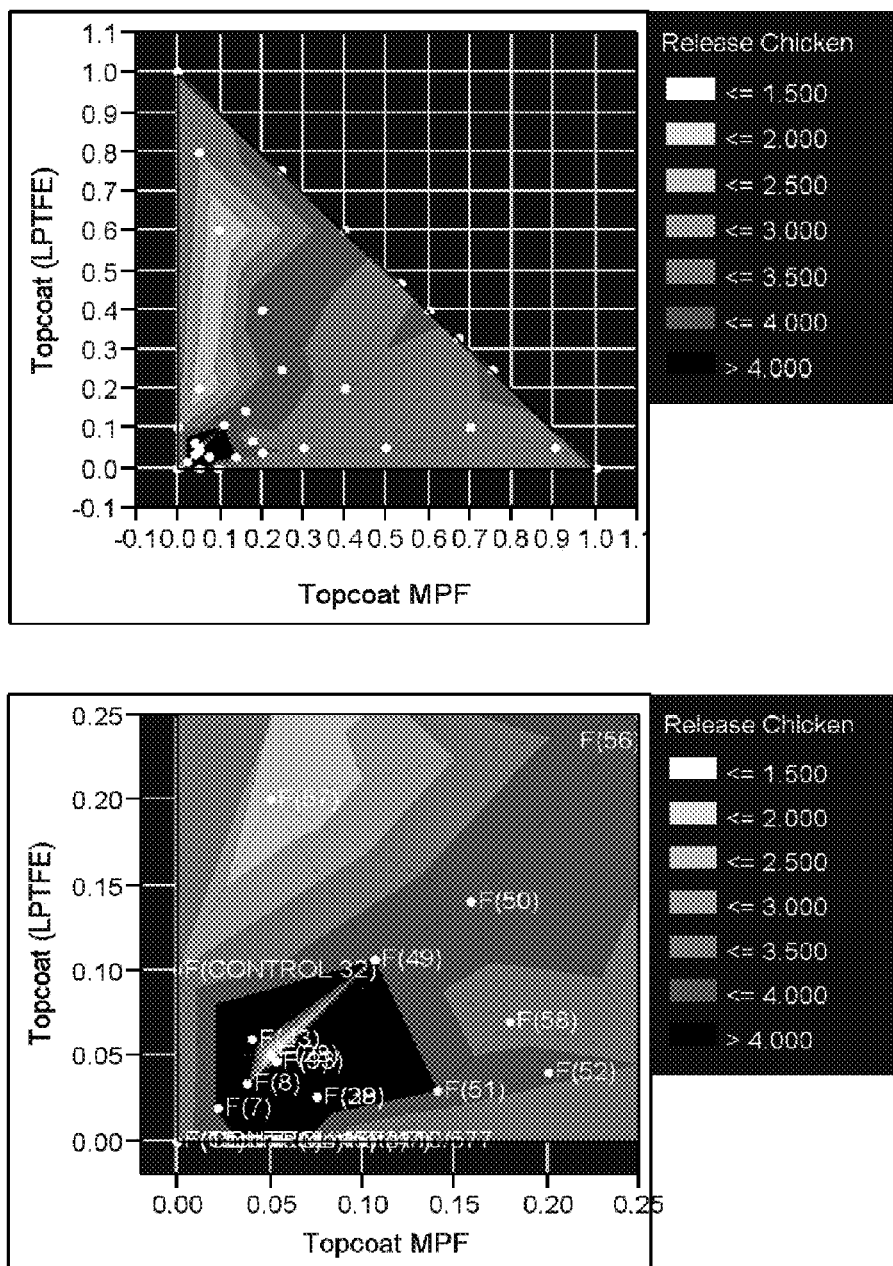 1.1
1.0
0.9
0.8
0.7
0.6
0.5
0.4
0.3
0.2
0.1
0.0
-0.1
Topcoat (LPTFE)
-0.1 0.0 0.1 0.2 0.3 0.4 0.5 0.6 0.7 0.8 0.9 1.0 1.1
Topcoat MPF
Release Chicken
<= 1.500
<= 2.000
<= 2.500
<= 3.000
<= 3.500
<= 4.000
> 4.000
0.25
0.20
0.15
0.10
0.05
0.00
Topcoat (LPTFE)
F(56
F(50)
F(49)
F(CONTROL 32)
F(58)
F(52)
F(8)
F(51)
F(7)
0.00 0.05 0.10 0.15 0.20 0.25
Topcoat MPF
Release Chicken
<= 1.500
<= 2.000
<= 2.500
<= 3.000
<= 3.500
<= 4.000
> 4.000